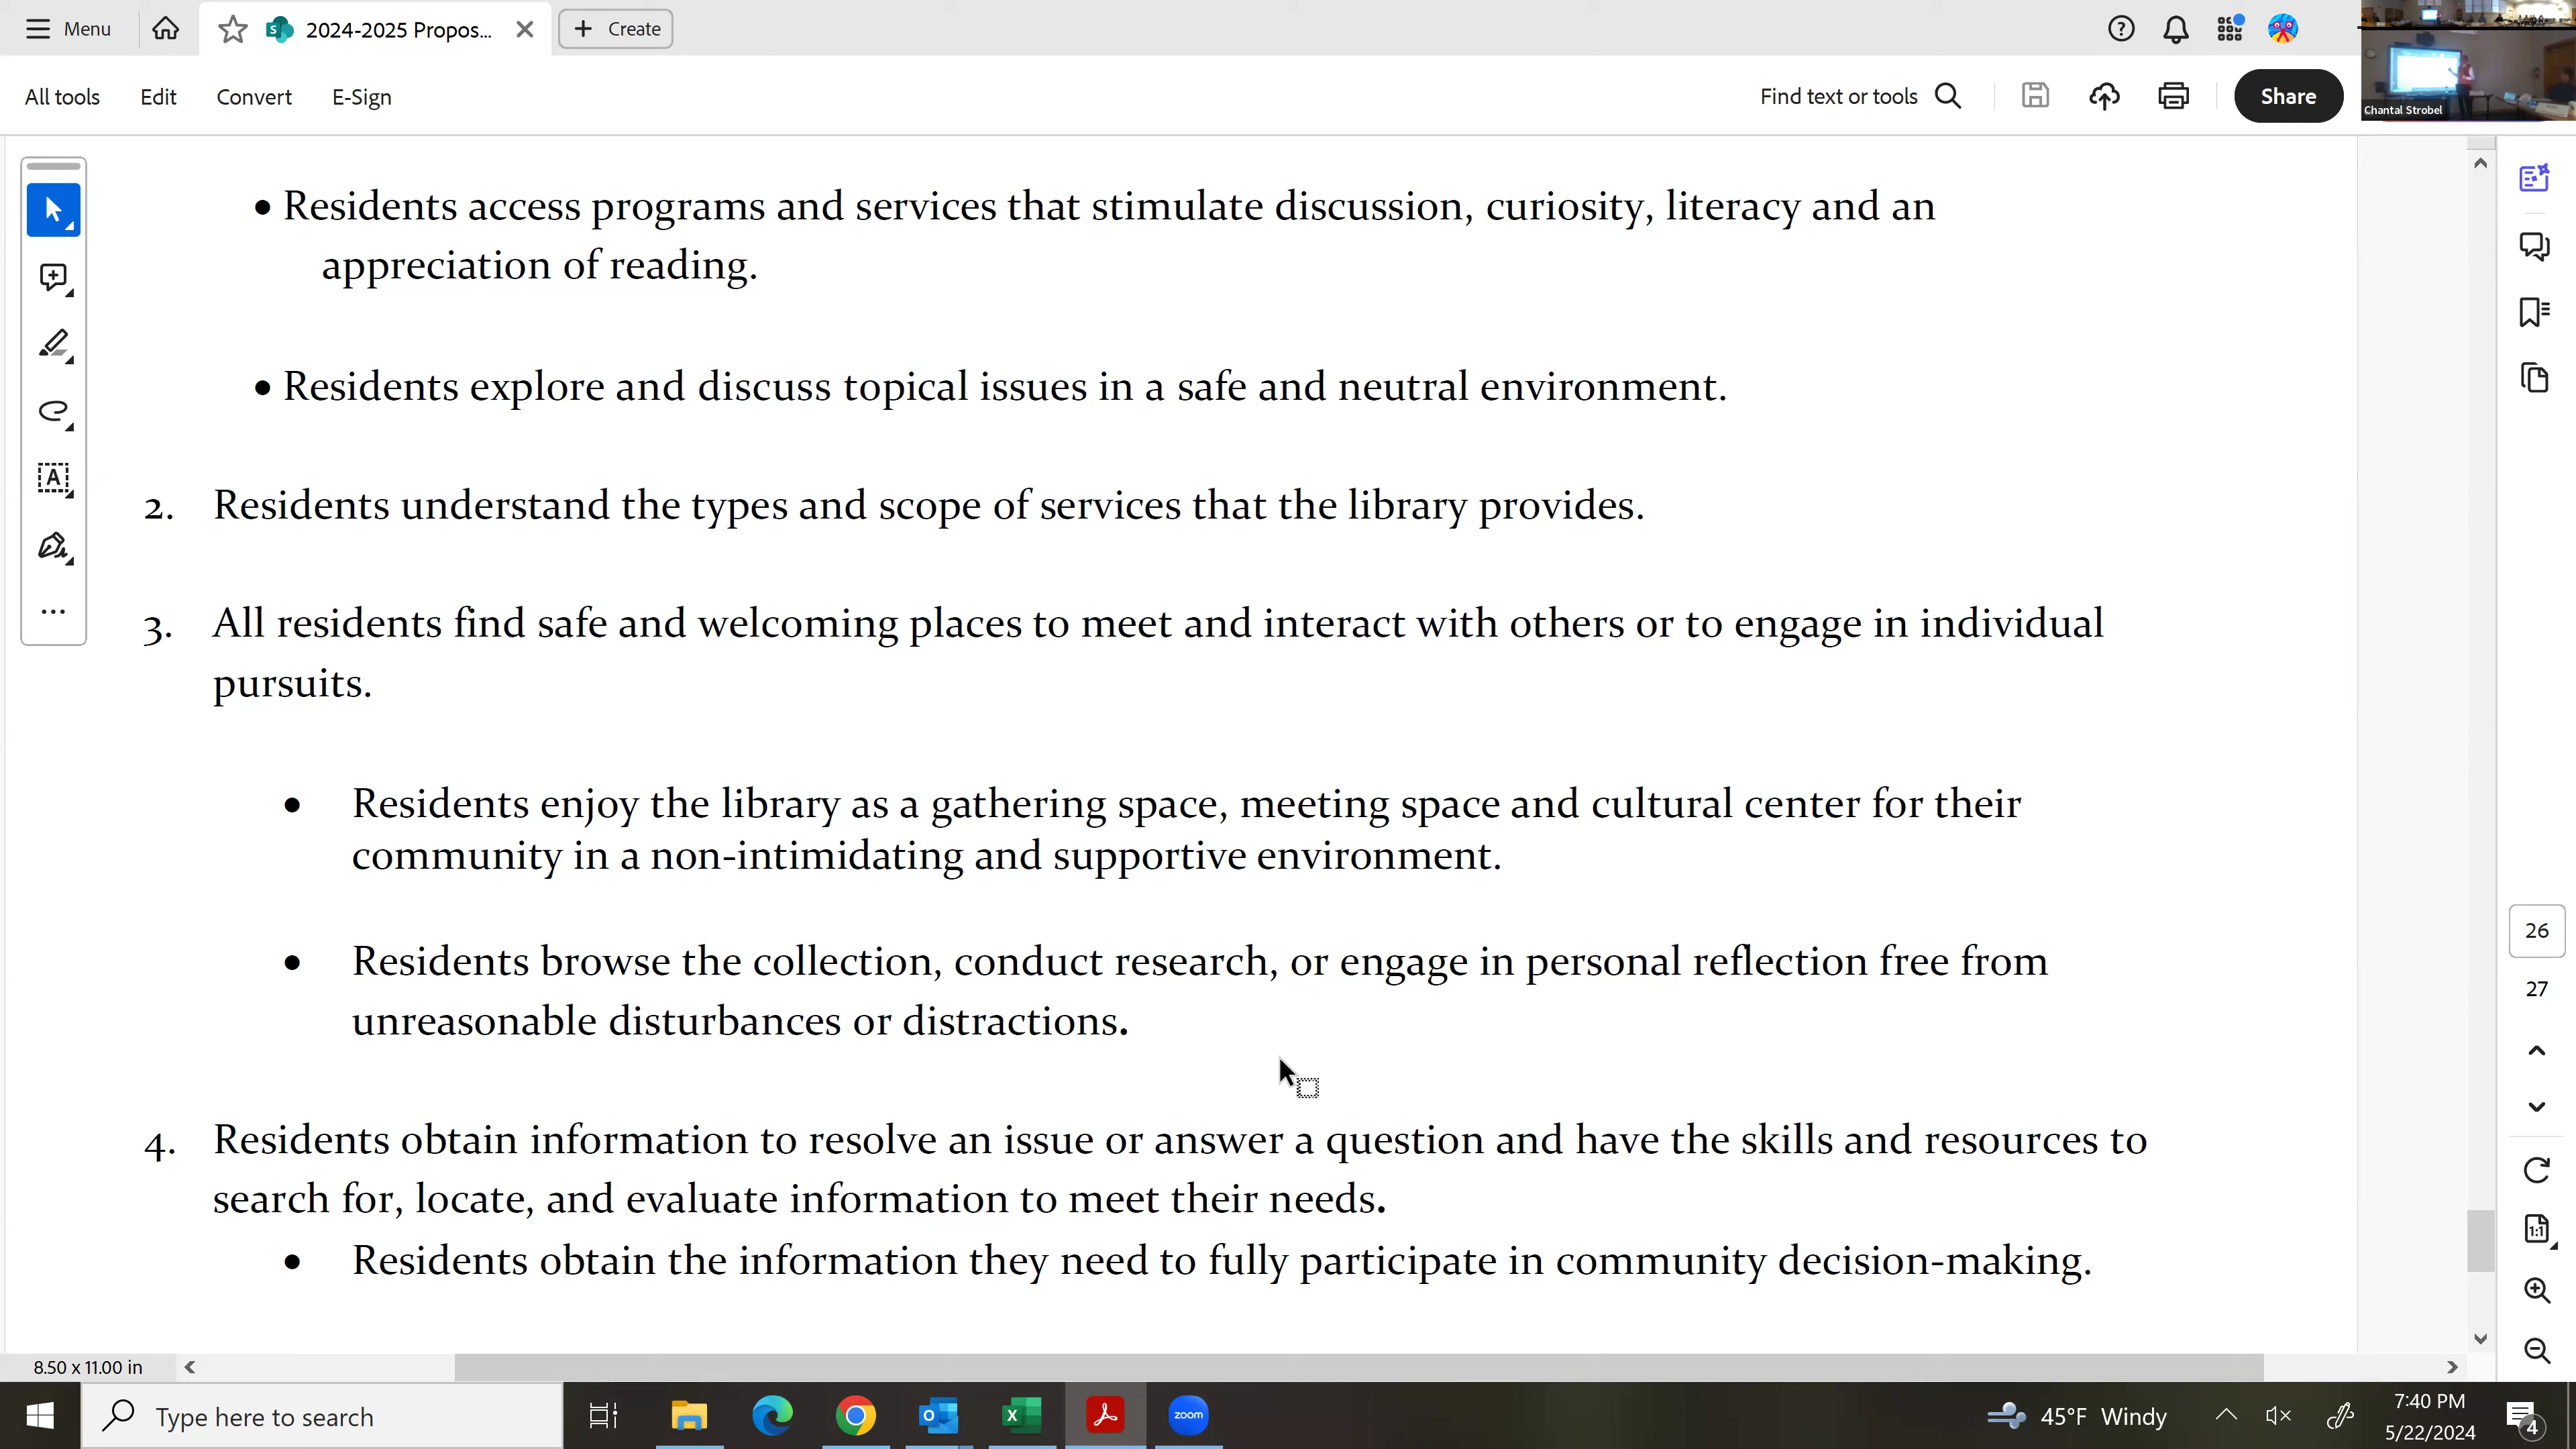 Menu
2024-2025 Propos...
Create
All tools
Edit
Convert
E-Sign
Find text or tools
Share
Chantal Strobel
• Residents access programs and services that stimulate discussion, curiosity, literacy and an
appreciation of reading.
• Residents explore and discuss topical issues in a safe and neutral environment.
2. Residents understand the types and scope of services that the library provides.
3. All residents find safe and welcoming places to meet and interact with others or to engage in individual
pursuits.
• Residents enjoy the library as a gathering space, meeting space and cultural center for their
community in a non-intimidating and supportive environment.
• Residents browse the collection, conduct research, or engage in personal reflection free from
unreasonable disturbances or distractions.
4. Residents obtain information to resolve an issue or answer a question and have the skills and resources to
search for, locate, and evaluate information to meet their needs.
• Residents obtain the information they need to fully participate in community decision-making.
26
27
1:1
8.50 x 11.00 in
Type here to search
zoom
45°F Windy
7:40 PM
5/22/2024
4